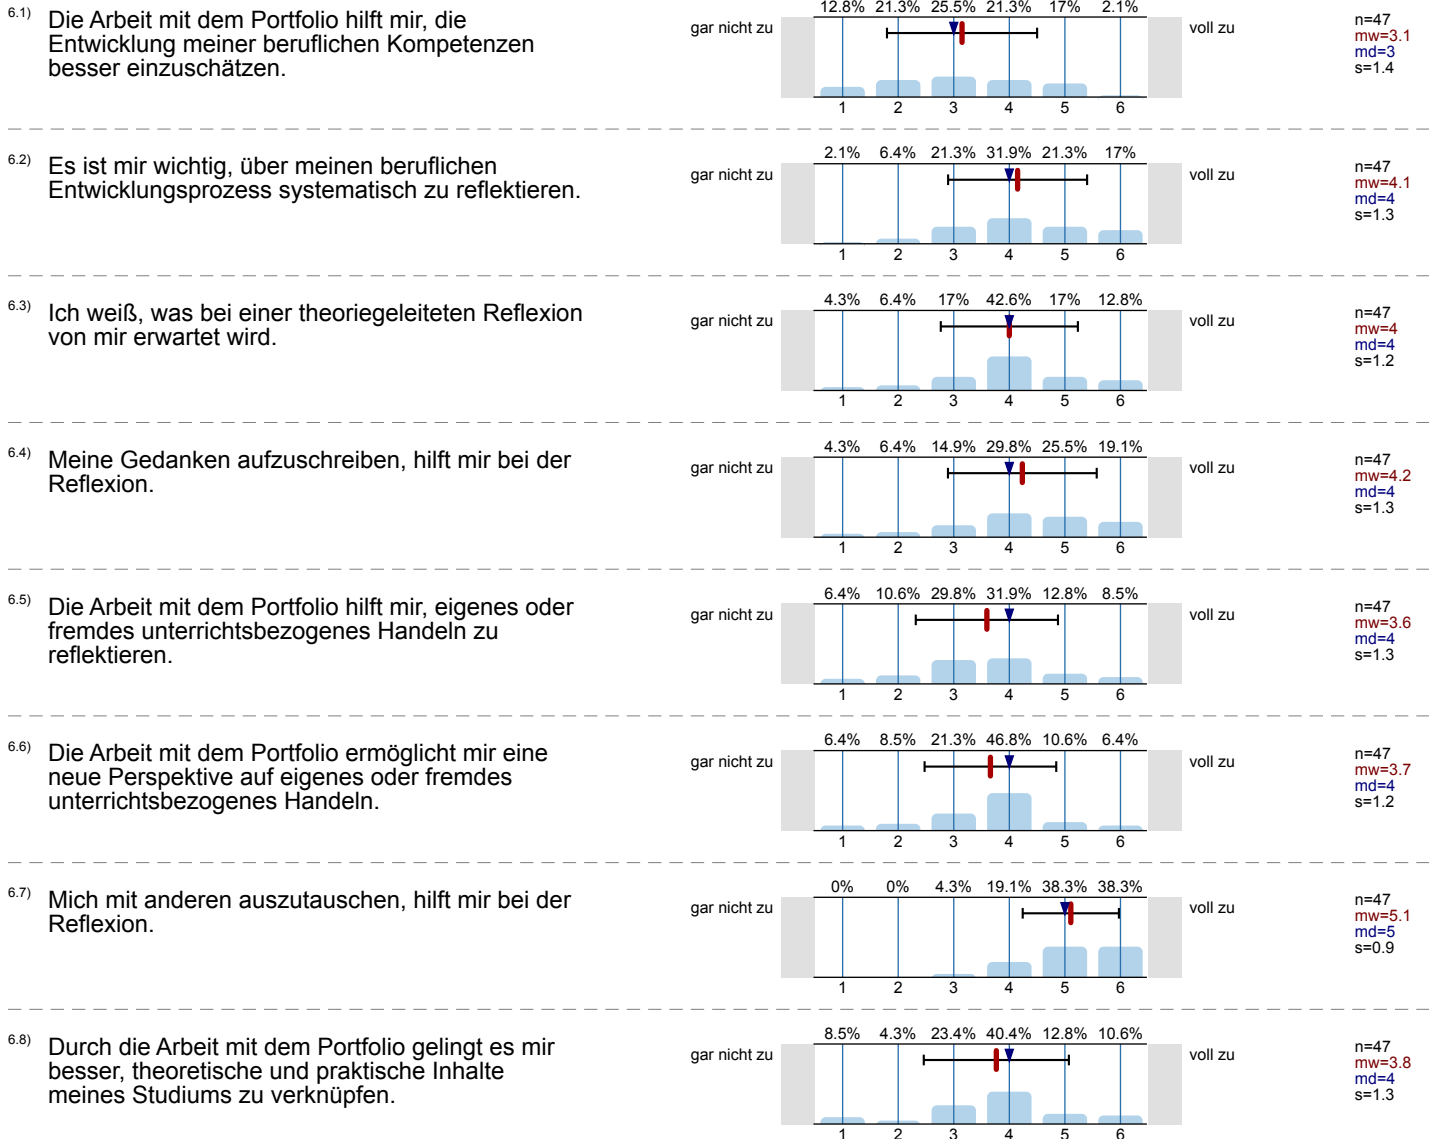 6.1) Die Arbeit mit dem Portfolio hilft mir, die
Entwicklung meiner beruflichen Kompetenzen
besser einzuschätzen.
12.8% 21.3% 25.5% 21.3% 17% 2.1%
gar nicht zu
voll zu
1 2 3 4 5 6
n=47
mw=3.1
md=3
s=1.4
6.2) Es ist mir wichtig, über meinen beruflichen
Entwicklungsprozess systematisch zu reflektieren.
2.1% 6.4% 21.3% 31.9% 21.3% 17%
gar nicht zu
voll zu
1 2 3 4 5 6
n=47
mw=4.1
md=4
s=1.3
6.3) Ich weiß, was bei einer theoriegeleiteten Reflexion
von mir erwartet wird.
4.3% 6.4% 17% 42.6% 17% 12.8%
gar nicht zu
voll zu
1 2 3 4 5 6
n=47
mw=4
md=4
s=1.2
6.4) Meine Gedanken aufzuschreiben, hilft mir bei der
Reflexion.
4.3% 6.4% 14.9% 29.8% 25.5% 19.1%
gar nicht zu
voll zu
1 2 3 4 5 6
n=47
mw=4.2
md=4
s=1.3
6.5) Die Arbeit mit dem Portfolio hilft mir, eigenes oder
fremdes unterrichtsbezogenes Handeln zu
reflektieren.
6.4% 10.6% 29.8% 31.9% 12.8% 8.5%
gar nicht zu
voll zu
1 2 3 4 5 6
n=47
mw=3.6
md=4
s=1.3
6.6) Die Arbeit mit dem Portfolio ermöglicht mir eine
neue Perspektive auf eigenes oder fremdes
unterrichtsbezogenes Handeln.
6.4% 8.5% 21.3% 46.8% 10.6% 6.4%
gar nicht zu
voll zu
1 2 3 4 5 6
n=47
mw=3.7
md=4
s=1.2
6.7) Mich mit anderen auszutauschen, hilft mir bei der
Reflexion.
0% 0% 4.3% 19.1% 38.3% 38.3%
gar nicht zu
voll zu
1 2 3 4 5 6
n=47
mw=5.1
md=5
s=0.9
6.8) Durch die Arbeit mit dem Portfolio gelingt es mir
besser, theoretische und praktische Inhalte
meines Studiums zu verknüpfen.
8.5% 4.3% 23.4% 40.4% 12.8% 10.6%
gar nicht zu
voll zu
1 2 3 4 5 6
n=47
mw=3.8
md=4
s=1.3